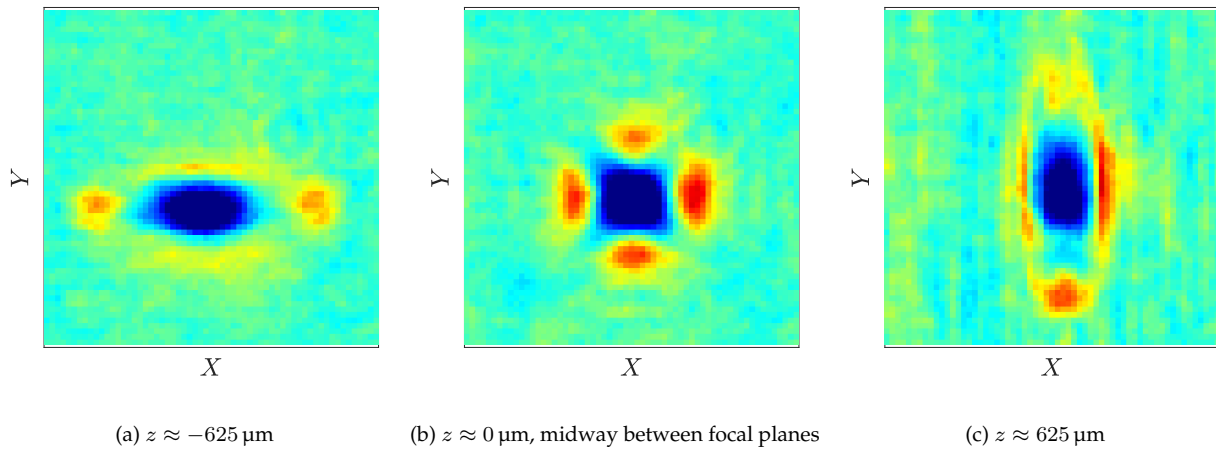 Y
X
(a) z ≈ −625 µm
Y
X
(b) z ≈ 0 µm, midway between focal planes
Y
X
(c) z ≈ 625 µm